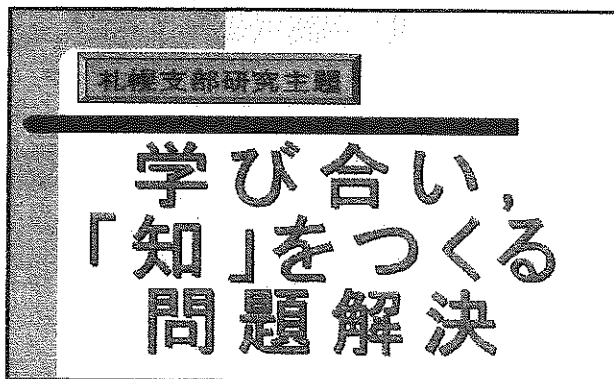 札幌支部研究主題
学び合い,
「知」をつくる
問題解決